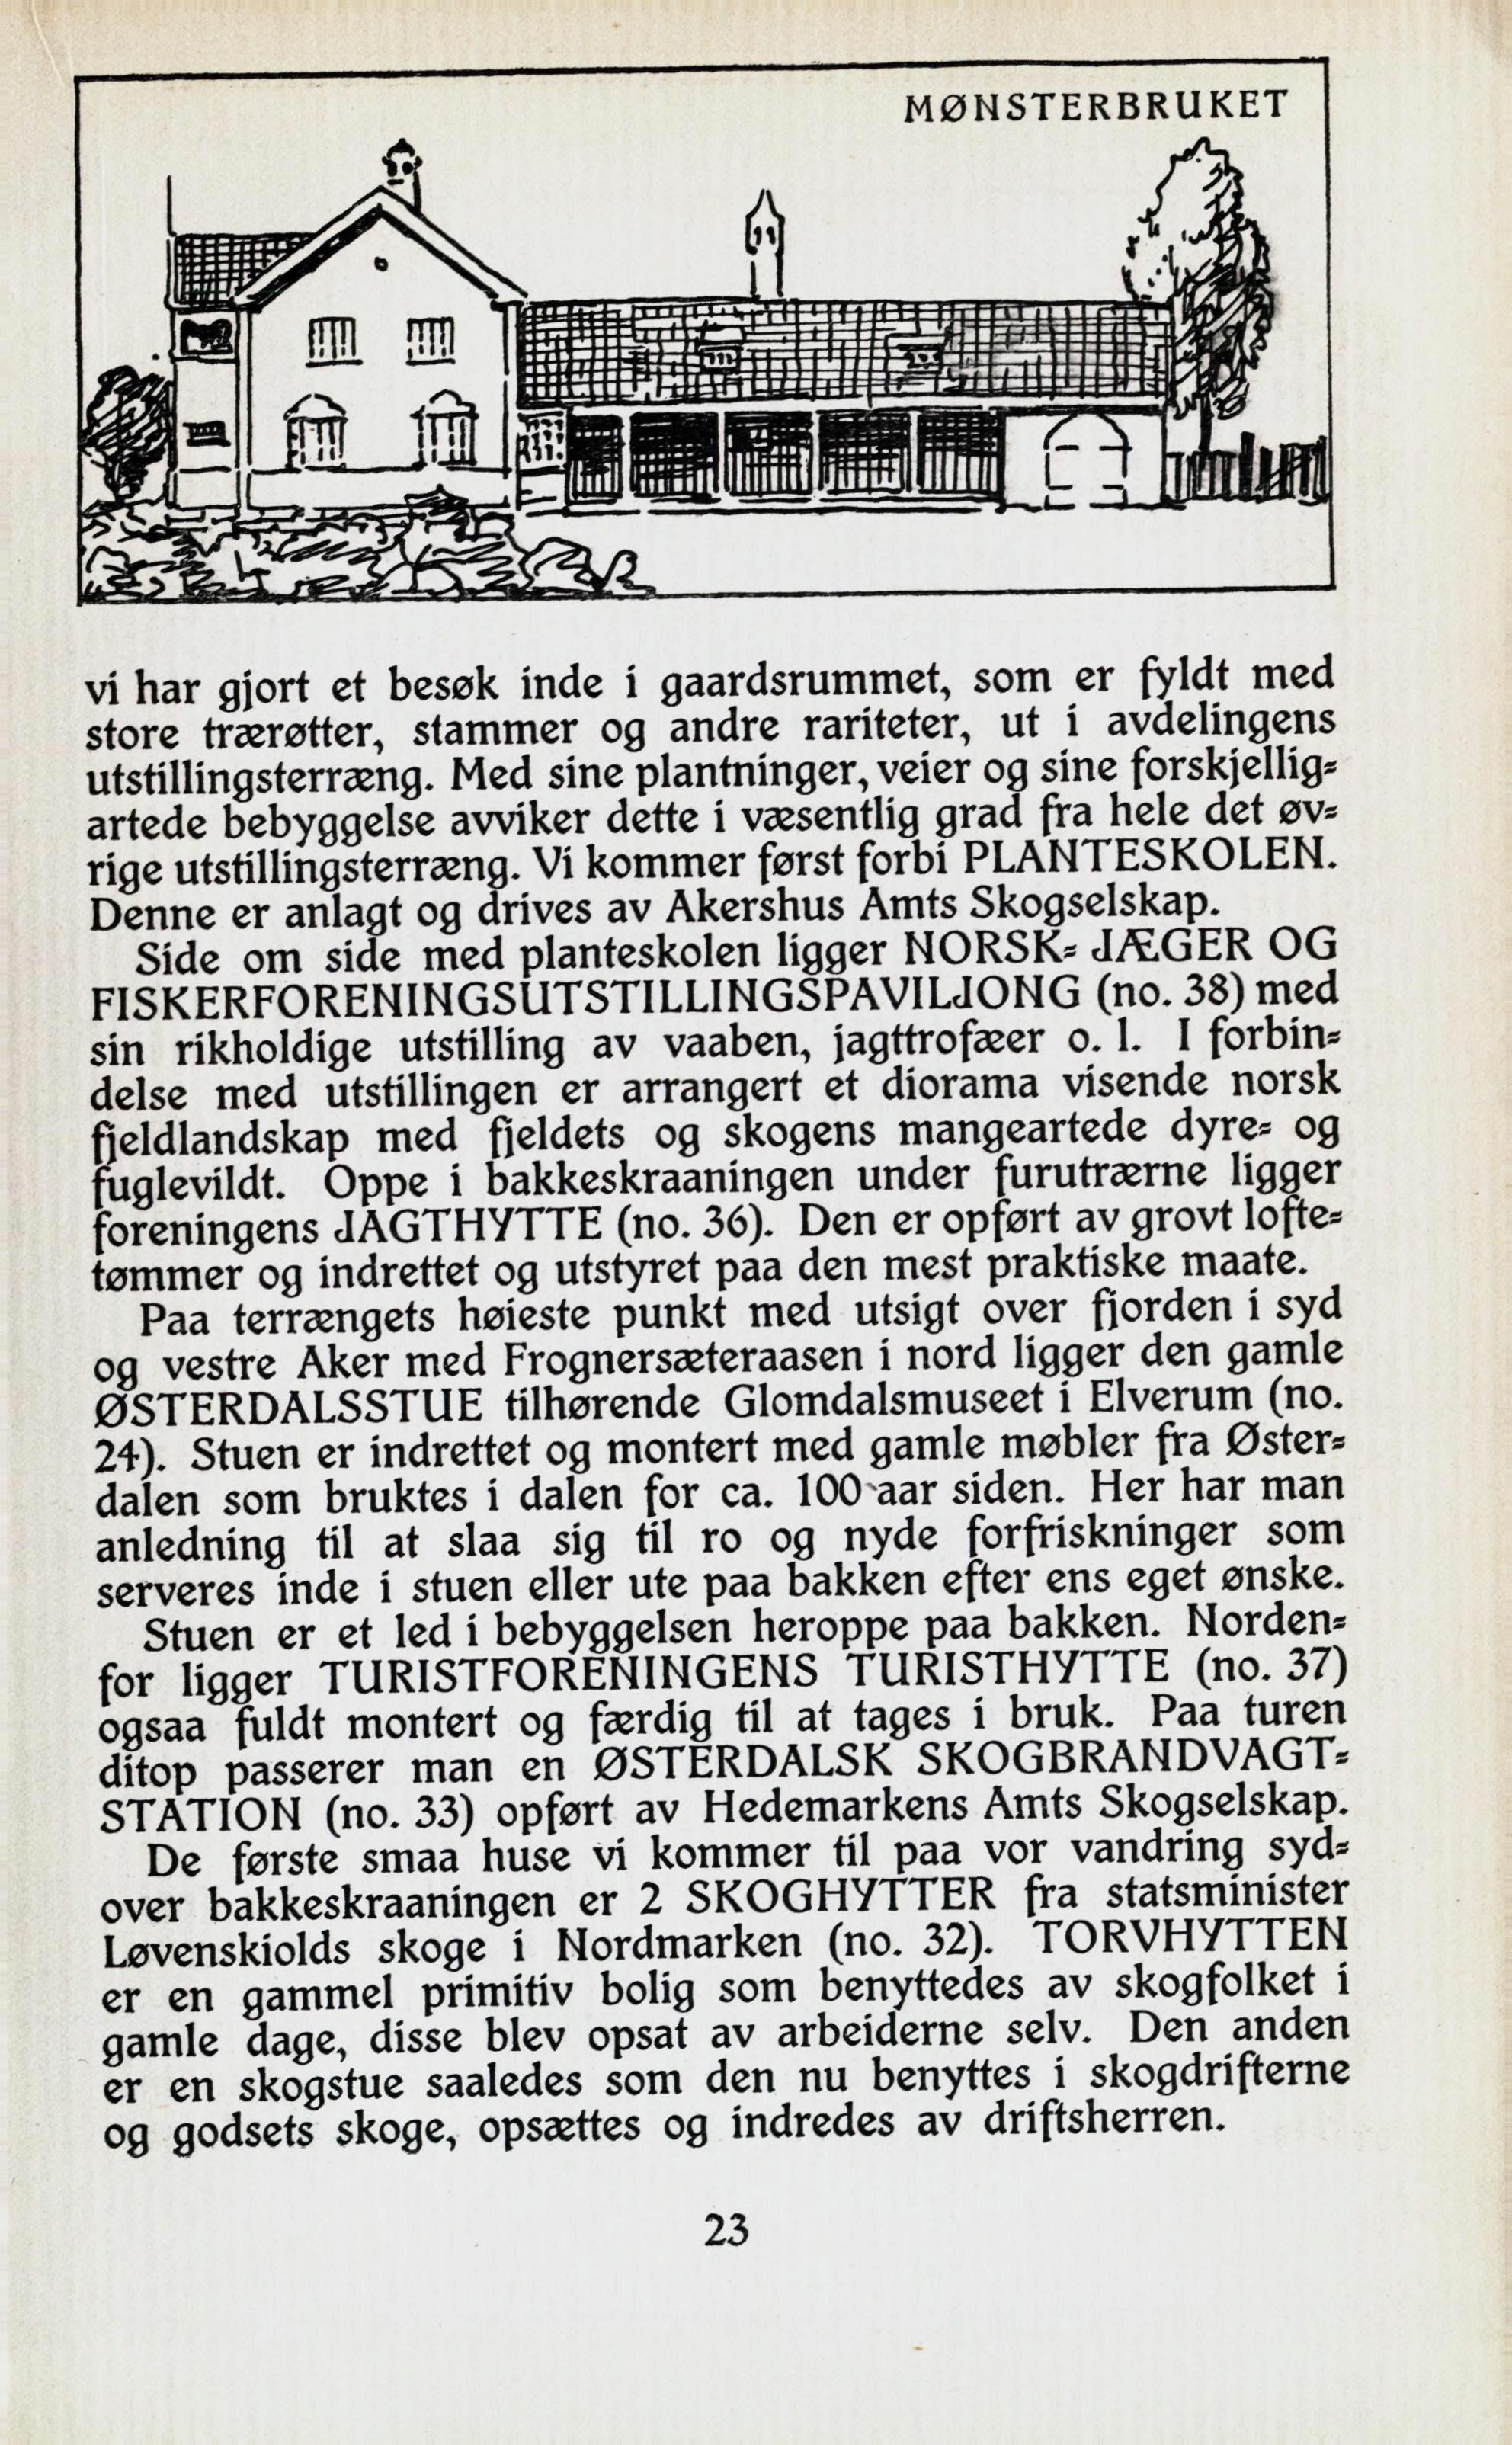 MØNSTERBRUKET
vi har gjort et besøk inde i gaardsrummet, som er fyldt med
store trærøtter, stammer og andre rariteter, ut i avdelingens
utstillingsterræng. Med sine plantninger, veier og sine forskjellig-
artede bebyggelse avviker dette i væsentlig grad fra hele det øv-
rige utstillingsterræng. Vi kommer først forbi PLANTESKOLEN.
Denne er anlagt og drives av Akershus Amts Skogselskap.
Side om side med planteskolen ligger NORSK- JÆGER OG
FISKERFORENINGSUTSTILLINGSPAVILJONG (no. 38) med
sin rikholdige utstilling av vaaben, jagttrofæer o. l. I forbin-
delse med utstillingen er arrangert et diorama visende norsk
fjeldlandskap med fjeldets og skogens mangeartede dyre- og
fuglevildt. Oppe i bakkeskraaningen under furutrærne ligger
foreningens JAGTHYTTE (no. 36). Den er opført av grovt lofte-
tømmer og indrettet og utstyret paa den mest praktiske maate.
Paa terrængets høieste punkt med utsigt over fjorden i syd
og vestre Aker med Frognersæteraasen i nord ligger den gamle
ØSTERDALSSTUE tilhørende Glomdalsmuseet i Elverum (no.
24). Stuen er indrettet og montert med gamle møbler fra Øster-
dalen som bruktes i dalen for ca. 100 aar siden. Her har man
anledning til at slaa sig til ro og nyde forfriskninger som
serveres inde i stuen eller ute paa bakken efter ens eget ønske.
Stuen er et led i bebyggelsen heroppe paa bakken. Norden-
for ligger TURISTFORENINGENS TURISTHYTTE (no. 37)
ogsaa fuldt montert og færdig til at tages i bruk. Paa turen
ditop passerer man en ØSTERDALSK SKOGBRANDVAGT-
STATION (no. 33) opført av Hedemarkens Amts Skogselskap.
De første smaa huse vi kommer til paa vor vandring syd-
over bakkeskraaningen er 2 SKOGHYTTER fra statsminister
Løvenskiolds skoge i Nordmarken (no. 32). TORVHYTTEN
er en gammel primitiv bolig som benyttedes av skogfolket i
gamle dage, disse blev opsat av arbeiderne selv. Den anden
er en skogstue saaledes som den nu benyttes i skogdrifterne
og godsets skoge, opsættes og indredes av driftsherren.
23